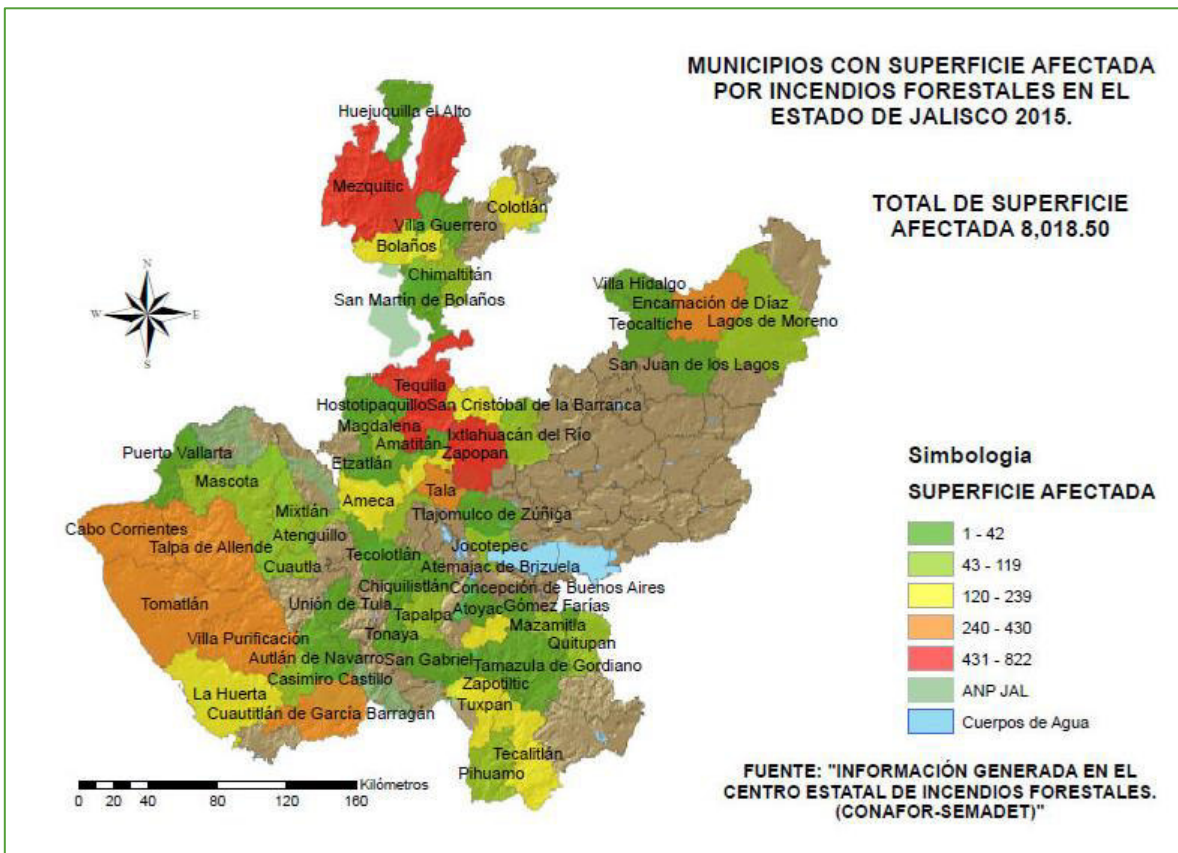 MUNICIPIOS CON SUPERFICIE AFECTADA
POR INCENDIOS FORESTALES EN EL
ESTADO DE JALISCO 2015.
TOTAL DE SUPERFICIE
AFECTADA 8,018.50
Huejuquilla el Alto
Mezquitic
Colotlán
Villa Guerrero
Bolaños
Chimaltitán
San Martín de Bolaños
N
W
E
S
Villa Hidalgo
Encarnación de Díaz
Teocaltiche
Lagos de Moreno
San Juan de los Lagos
Tequila
Hostotipaquillo
San Cristóbal de la Barranca
Magdalena
Ixtlahuacán del Río
Amatitán
Zapopan
Etzatlán
Puerto Vallarta
Mascota
Ameca
Tala
Mixtlán
Tlajomulco de Zúñiga
Cabo Corrientes
Atenguillo
Talpa de Allende
Tecolotlán
Jocotepec
Cuautla
Atemajac de Brizuela
Chiquilistlán
Concepción de Buenos Aires
Tomatlán
Unión de Tula
Tapalpa
Atoyac
Gómez Farías
Mazamitla
Villa Purificación
Tonaya
Quitupan
Autlán de Navarro
San Gabriel
Tamazula de Gordiano
Casimiro Castillo
Zapotiltic
La Huerta
Tuxpan
Cuautitlán de García Barragán
Tecalitlán
Pihuamo
Simbologia
SUPERFICIE AFECTADA
1 - 42
43 - 119
120 - 239
240 - 430
431 - 822
ANP JAL
Cuerpos de Agua
Kilómetros
0 10 20 40 80 120 160
FUENTE: "INFORMACIÓN GENERADA EN EL
CENTRO ESTATAL DE INCENDIOS FORESTALES.
(CONAFOR-SEMADET)"